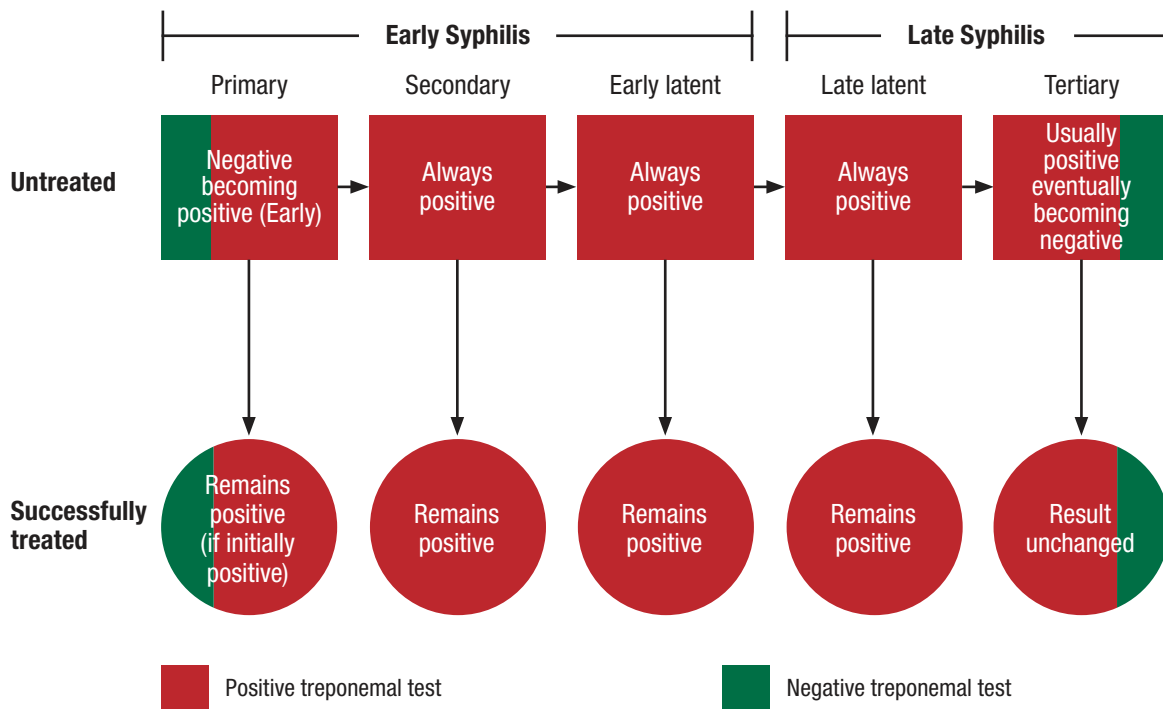 Early Syphilis
Late Syphilis
Primary
Secondary
Early latent
Late latent
Tertiary
Untreated
Negative
becoming
positive (Early)
Always
positive
Always
positive
Always
positive
Usually
positive
eventually
becoming
negative
Successfully
treated
Remains
positive
(if initially
positive)
Remains
positive
Remains
positive
Remains
positive
Result
unchanged
Positive treponemal test
Negative treponemal test